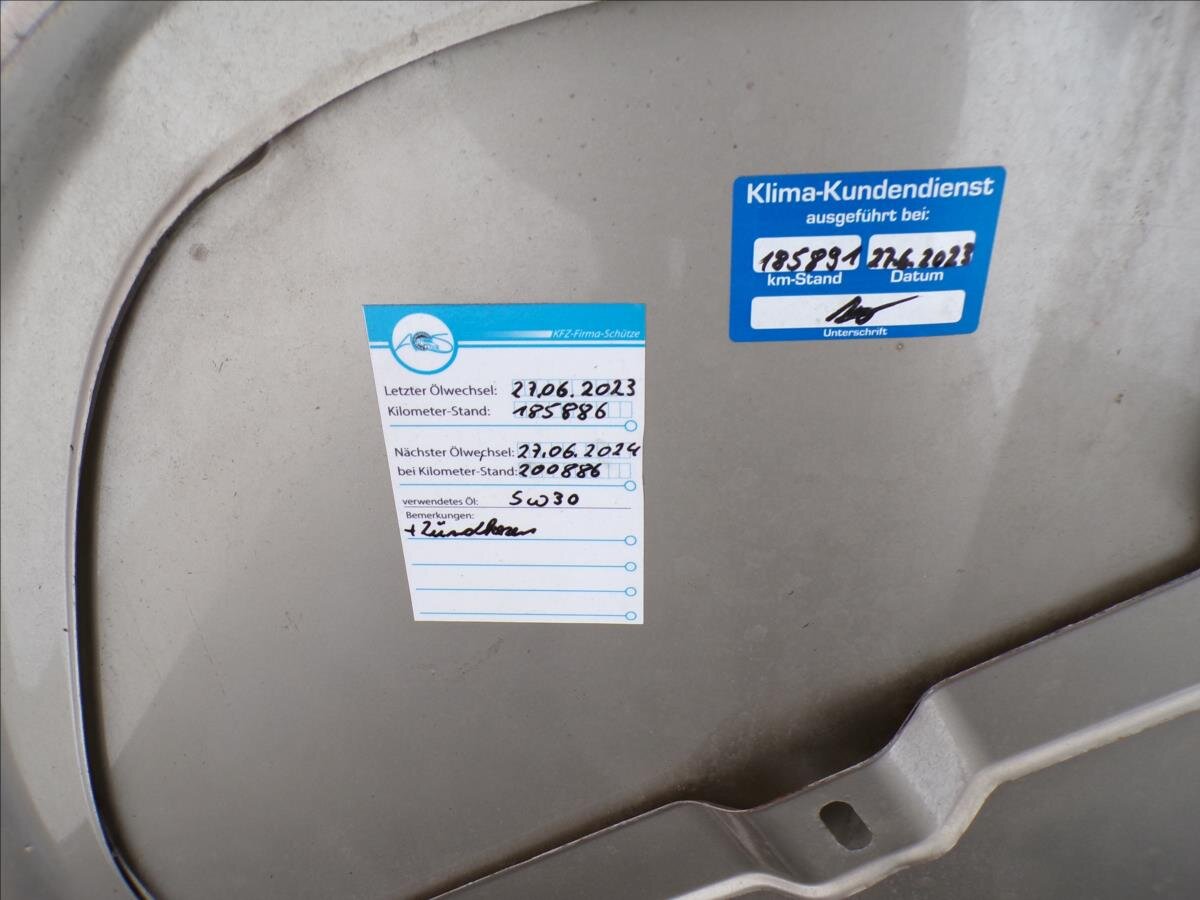 Klima-Kundendienst
ausgeführt bei:
185891 27.6.2023
km-Stand Datum
Unterschrift
KFZ-Firma-Schütze
Letzter Ölwechsel: 27.06.2023
Kilometer-Stand: 185886
Nächster Ölwechsel: 27.06.2024
bei Kilometer-Stand: 200886
verwendetes Öl: 5w30
Bemerkungen:
+ Zündkerzen